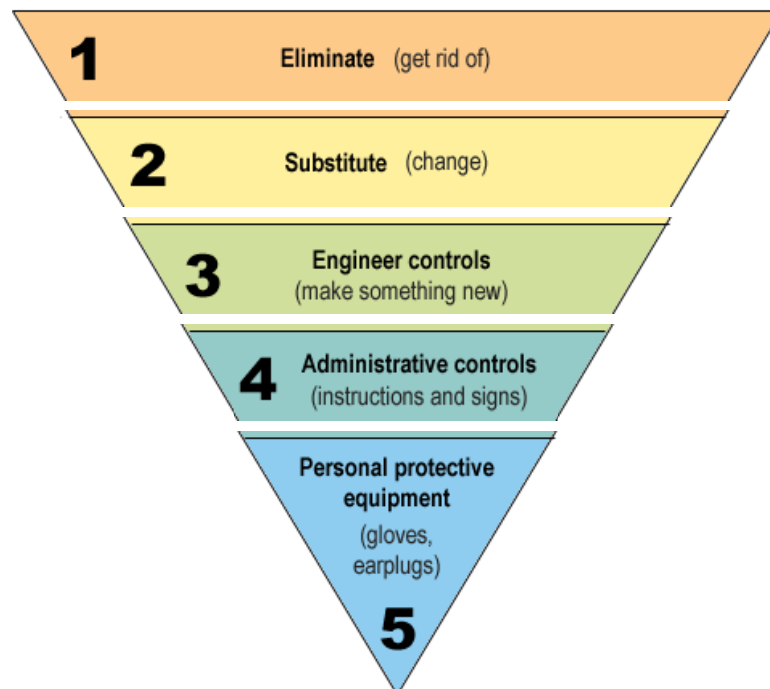 1 Eliminate (get rid of)
2 Substitute (change)
3 Engineer controls
(make something new)
4 Administrative controls
(instructions and signs)
Personal protective
equipment
(gloves,
earplugs)
5